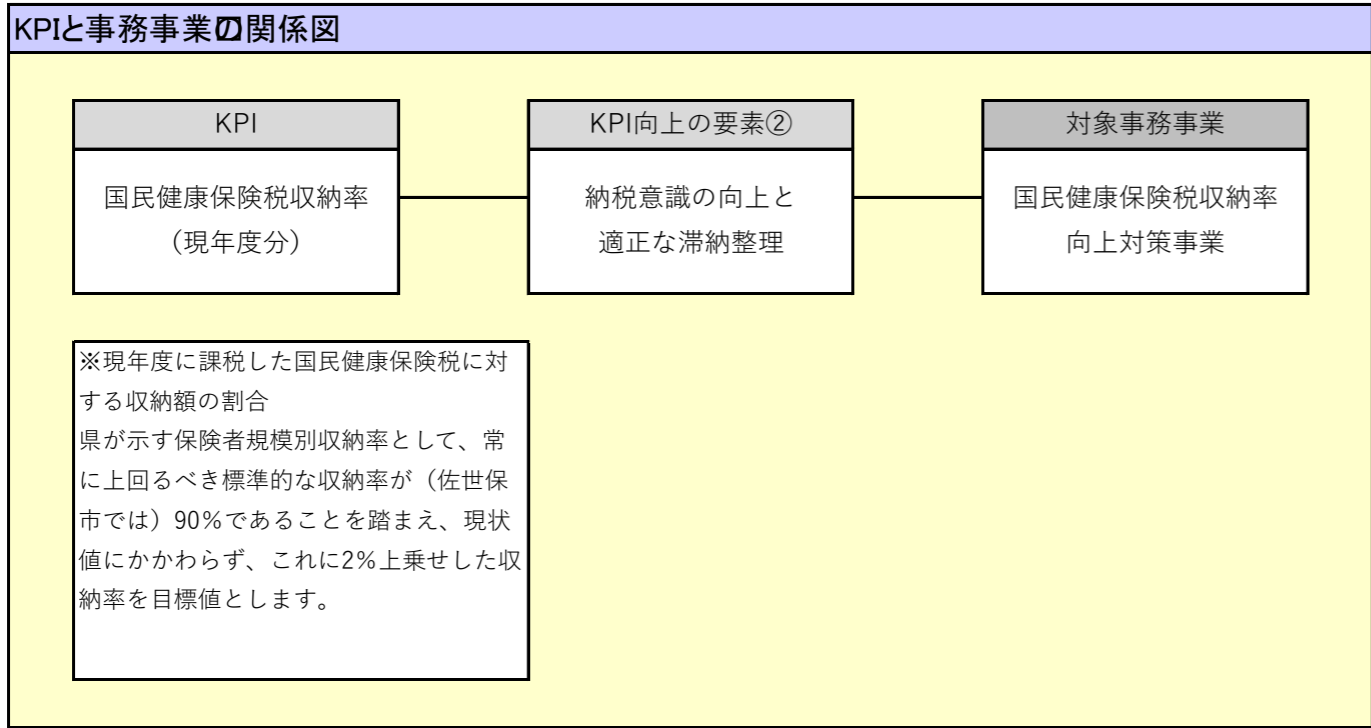 KPIと事務事業の関係図
KPI
国民健康保険税収納率
（現年度分）
KPI向上の要素②
納税意識の向上と
適正な滞納整理
対象事務事業
国民健康保険税収納率
向上対策事業
※現年度に課税した国民健康保険税に対
する収納額の割合
県が示す保険者規模別収納率として、常
に上回るべき標準的な収納率が（佐世保
市では）90％であることを踏まえ、現状
値にかかわらず、これに2％上乗せした収
納率を目標値とします。